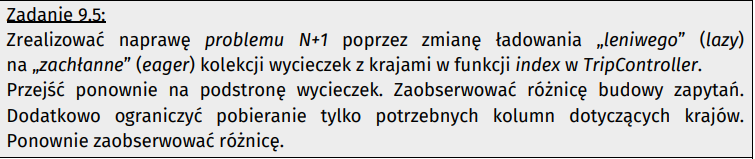 Zadanie 9.5:
Zrealizować naprawę problemu N+1 poprzez zmianę ładowania „leniwego” (lazy)
na „zachłanne” (eager) kolekcji wycieczek z krajami w funkcji index w TripController.
Przejść ponownie na podstronę wycieczek. Zaobserwować różnicę budowy zapytań.
Dodatkowo ograniczyć pobieranie tylko potrzebnych kolumn dotyczących krajów.
Ponownie zaobserwować różnicę.